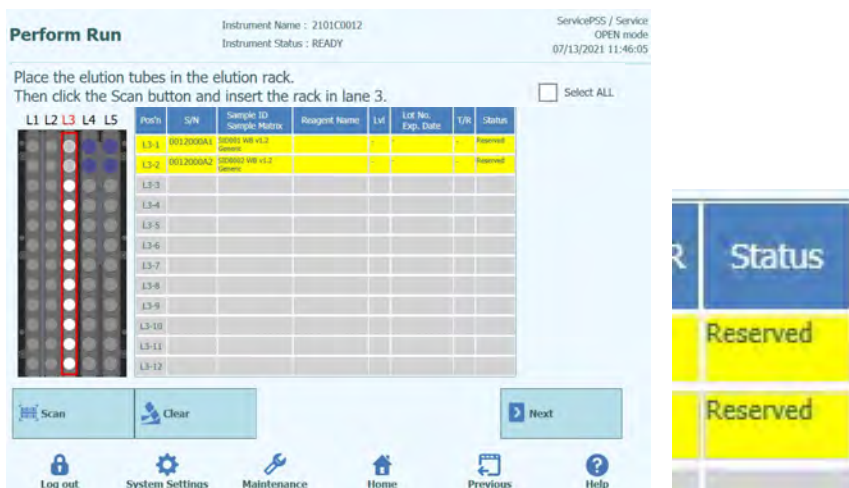 Perform Run
Instrument Name : 2101C0012
Instrument Status : READY
ServicePSS / Service
OPEN mode
07/13/2021 11:46:05
Place the elution tubes in the elution rack.
Then click the Scan button and insert the rack in lane 3.
Select ALL
L1 L2 L3 L4 L5
Pos'n S/N Sample ID Sample Matrix Reagent Name Lvl Lot No. Exp. Date T/R Status
L3-1 0012000A1 SID001 WB v1.2 Generic - - - Reserved
L3-2 0012000A2 SID0002 WB v1.2 Generic - - - Reserved
L3-3
L3-4
L3-5
L3-6
L3-7
L3-8
L3-9
L3-10
L3-11
L3-12
Scan
Clear
Next
Log out
System Settings
Maintenance
Home
Previous
Help
R Status
Reserved
Reserved